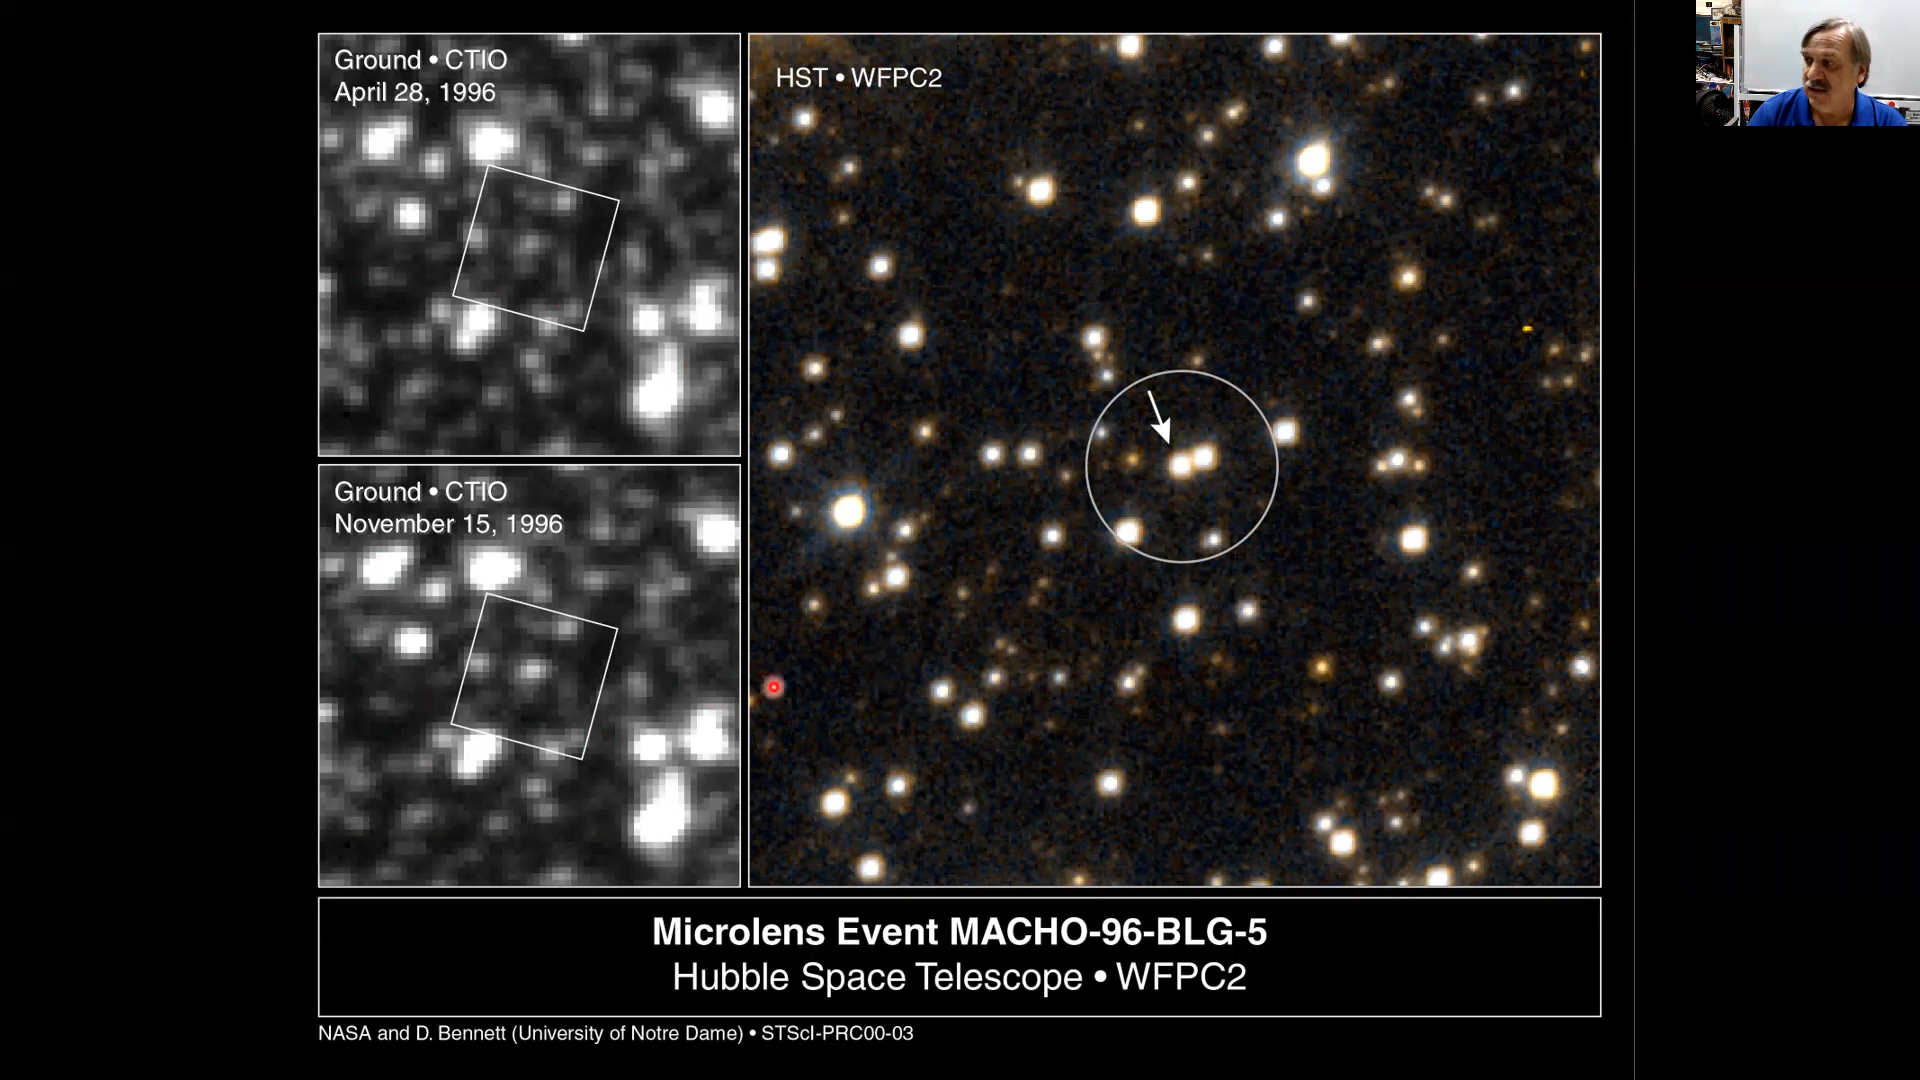 Ground • CTIO
April 28, 1996
HST • WFPC2
Ground • CTIO
November 15, 1996
Microlens Event MACHO-96-BLG-5
Hubble Space Telescope • WFPC2
NASA and D. Bennett (University of Notre Dame) • STScI-PRC00-03